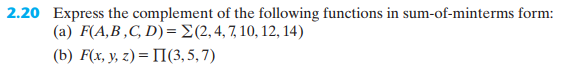 2.20 Express the complement of the following functions in sum-of-minterms form:
(a) F(A,B,C, D) = Σ(2, 4, 7, 10, 12, 14)
(b) F(x, y, z) = Π(3, 5, 7)